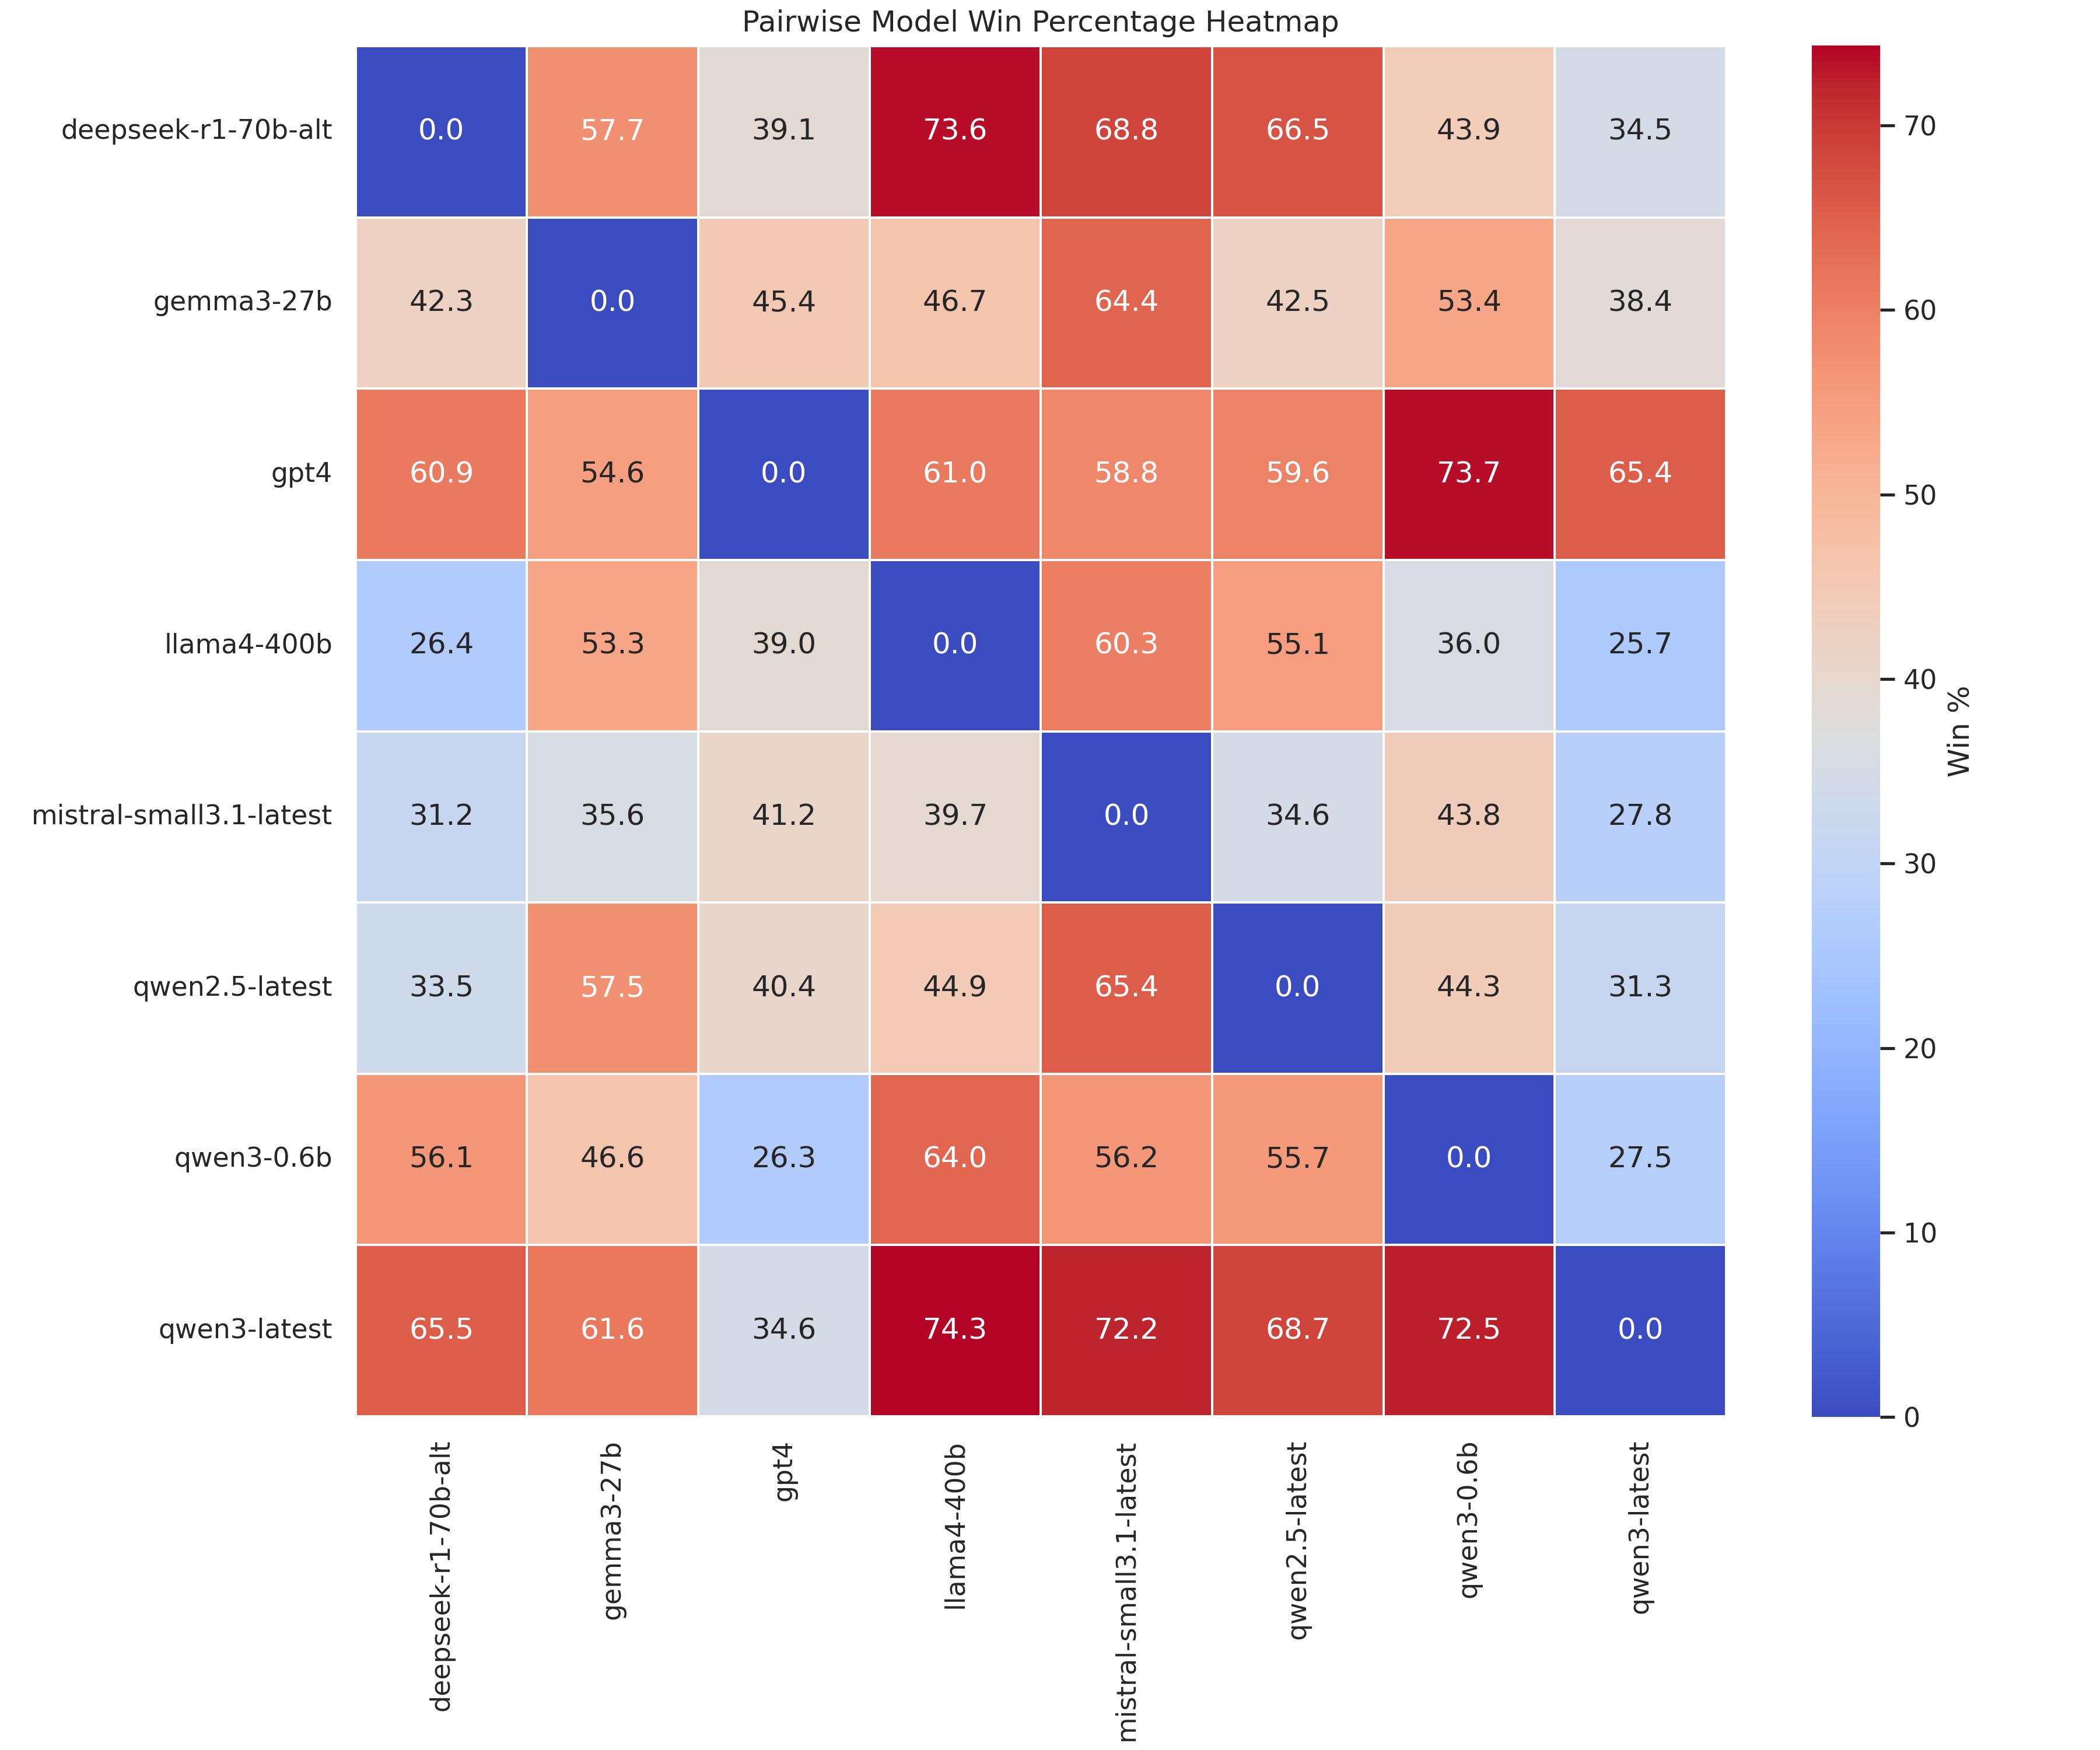 Pairwise Model Win Percentage Heatmap
deepseek-r1-70b-alt 0.0 57.7 39.1 73.6 68.8 66.5 43.9 34.5
gemma3-27b 42.3 0.0 45.4 46.7 64.4 42.5 53.4 38.4
gpt4 60.9 54.6 0.0 61.0 58.8 59.6 73.7 65.4
llama4-400b 26.4 53.3 39.0 0.0 60.3 55.1 36.0 25.7
mistral-small3.1-latest 31.2 35.6 41.2 39.7 0.0 34.6 43.8 27.8
qwen2.5-latest 33.5 57.5 40.4 44.9 65.4 0.0 44.3 31.3
qwen3-0.6b 56.1 46.6 26.3 64.0 56.2 55.7 0.0 27.5
qwen3-latest 65.5 61.6 34.6 74.3 72.2 68.7 72.5 0.0
deepseek-r1-70b-alt
gemma3-27b
gpt4
llama4-400b
mistral-small3.1-latest
qwen2.5-latest
qwen3-0.6b
qwen3-latest
70
60
50
40
30
20
10
0
Win %